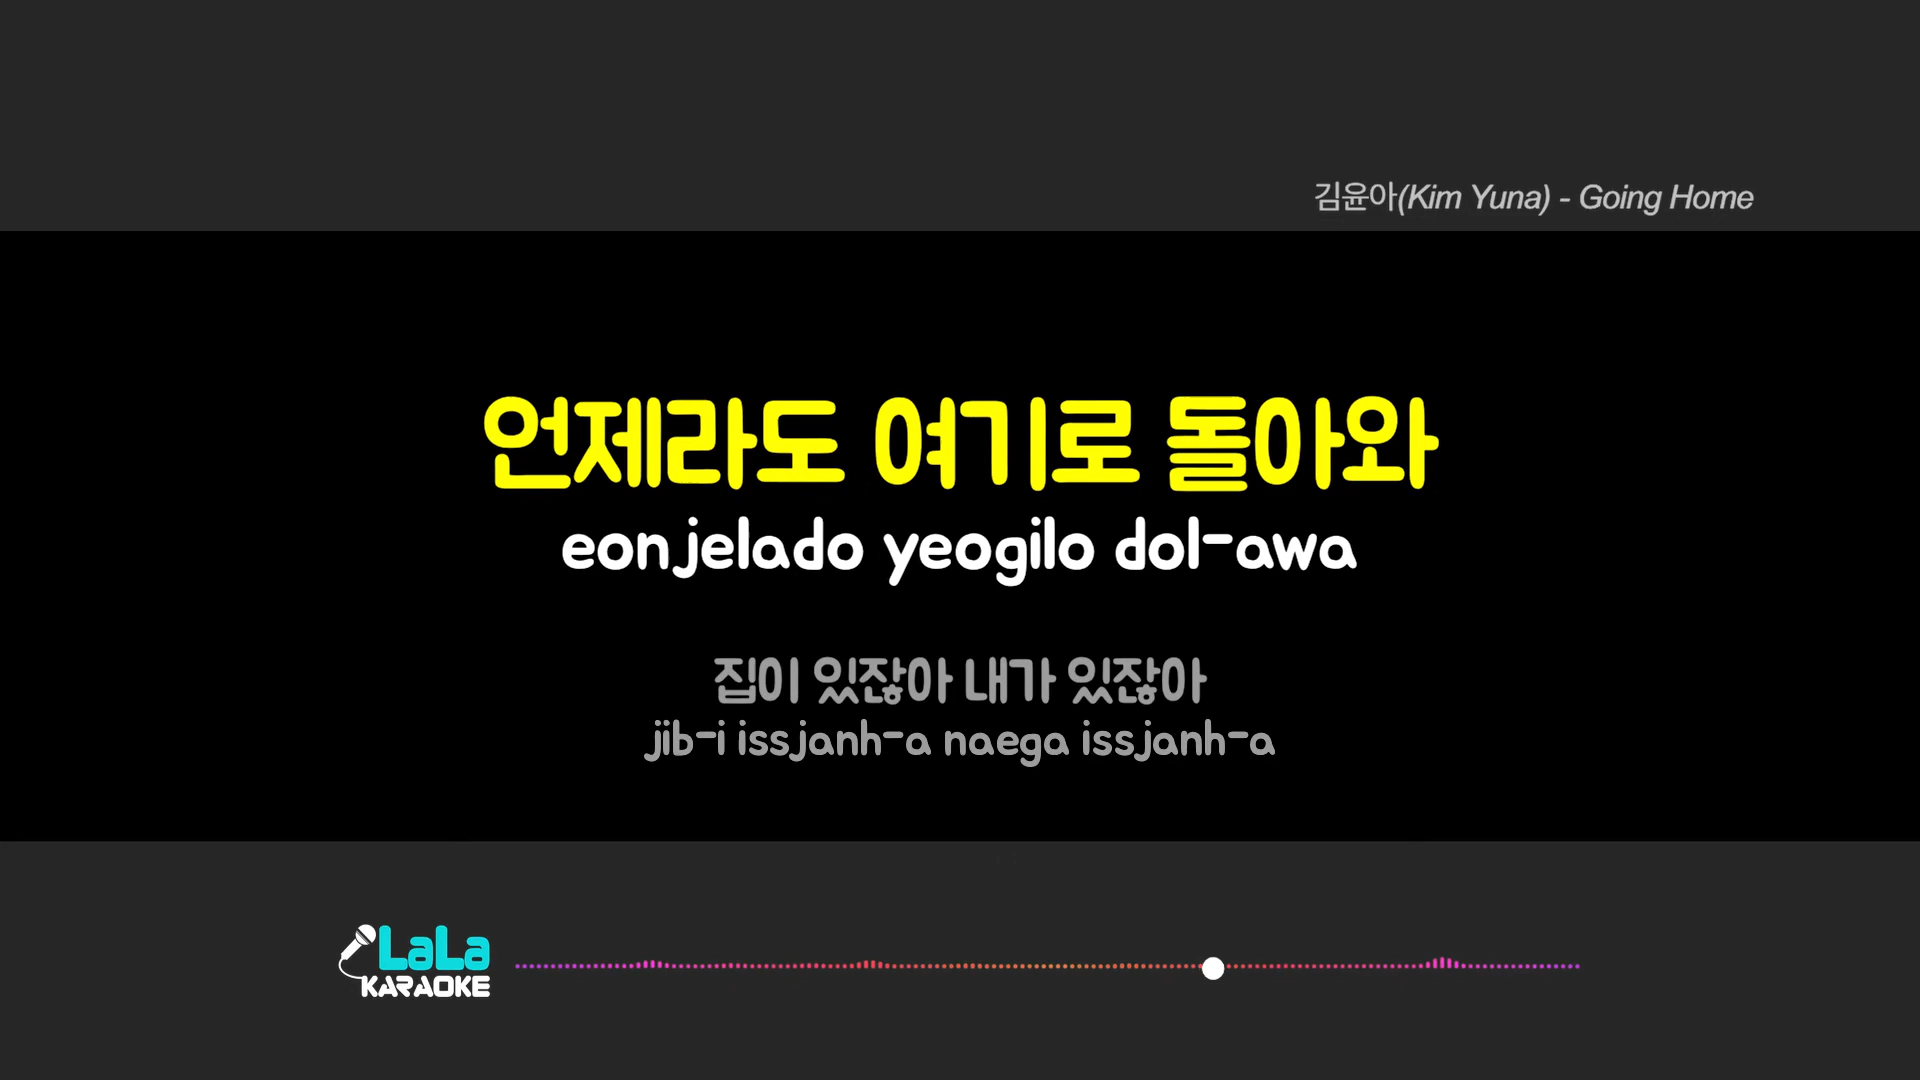 김윤아(Kim Yuna) - Going Home
언제라도 여기로 돌아와
eonjelado yeogilo dol-awa
집이 있잖아 내가 있잖아
jib-i issjanh-a naega issjanh-a
LaLa
KARAOKE